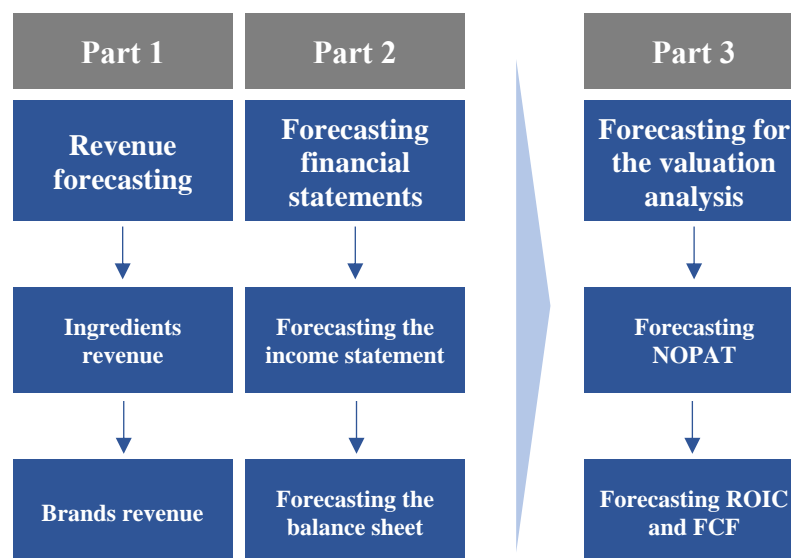 Part 1
Revenue
forecasting
Ingredients
revenue
Brands revenue
Part 2
Forecasting
financial
statements
Forecasting the
income statement
Forecasting the
balance sheet
Part 3
Forecasting for
the valuation
analysis
Forecasting
NOPAT
Forecasting ROIC
and FCF